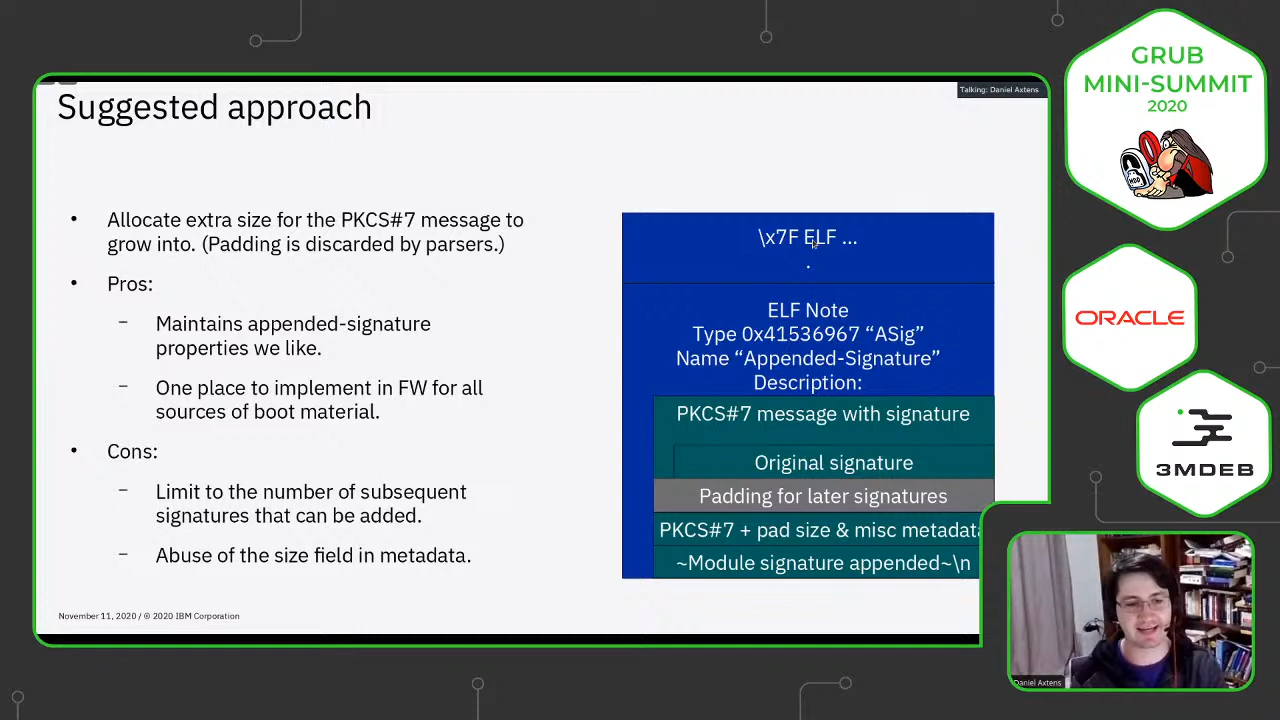 Suggested approach
Talking: Daniel Axtens
• Allocate extra size for the PKCS#7 message to
grow into. (Padding is discarded by parsers.)
• Pros:
– Maintains appended-signature
properties we like.
– One place to implement in FW for all
sources of boot material.
• Cons:
– Limit to the number of subsequent
signatures that can be added.
– Abuse of the size field in metadata.
\x7F ELF ...
.
ELF Note
Type 0x41536967 “ASig”
Name “Appended-Signature”
Description:
PKCS#7 message with signature
Original signature
Padding for later signatures
PKCS#7 + pad size & misc metadata
~Module signature appended~\n
November 11, 2020 / © 2020 IBM Corporation
GRUB
MINI-SUMMIT
2020
ORACLE
3MDEB
Daniel Axtens